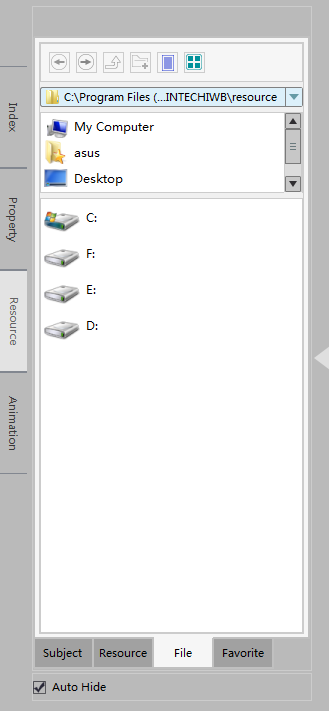 Index
Property
Resource
Animation
C:\Program Files (...INTECHIWB\resource
My Computer
asus
Desktop
C:
F:
E:
D:
Subject Resource File Favorite
Auto Hide